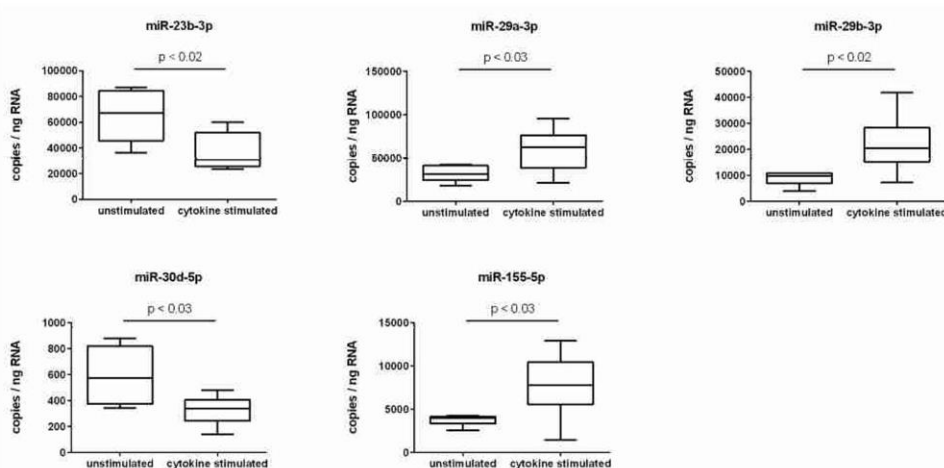 miR-23b-3p
p < 0.02
copies / ng RNA
100000
80000
60000
40000
20000
0
unstimulated cytokine stimulated
miR-29a-3p
p < 0.03
copies / ng RNA
150000
100000
50000
0
unstimulated cytokine stimulated
miR-29b-3p
p < 0.02
copies / ng RNA
50000
40000
30000
20000
10000
0
unstimulated cytokine stimulated
miR-30d-5p
p < 0.03
copies / ng RNA
1000
800
600
400
200
0
unstimulated cytokine stimulated
miR-155-5p
p < 0.03
copies / ng RNA
15000
10000
5000
0
unstimulated cytokine stimulated